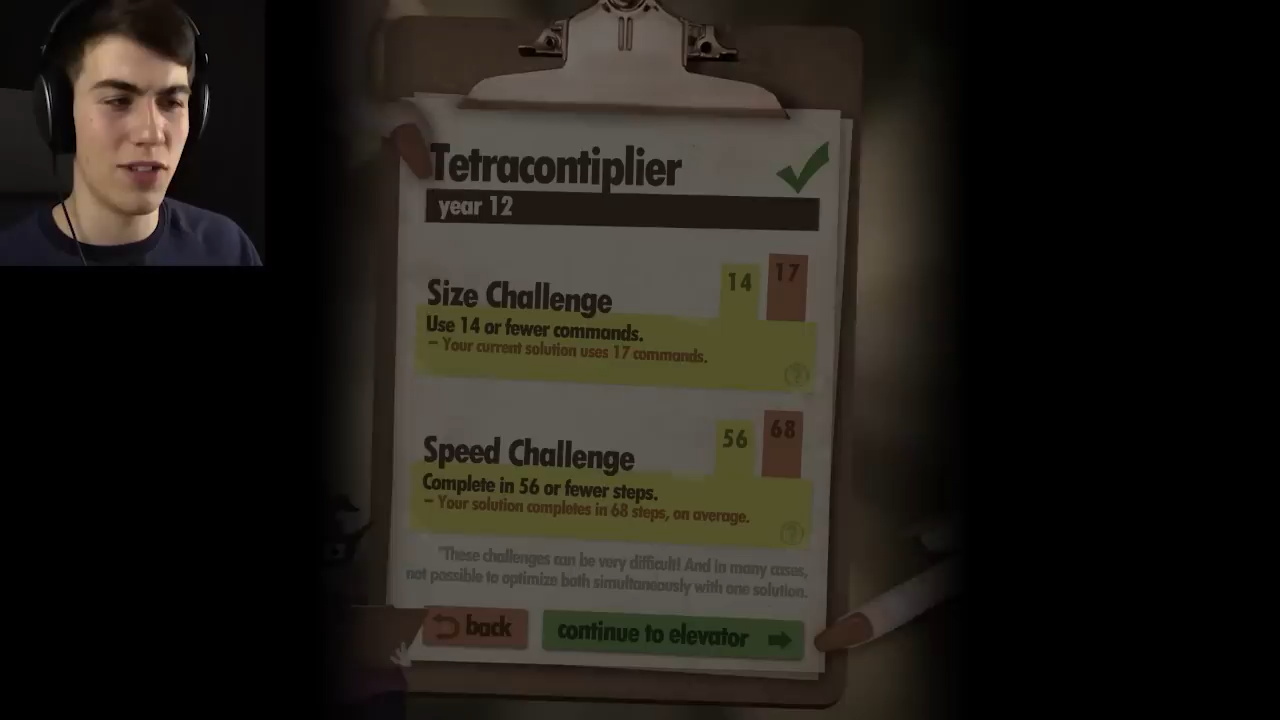 Tetracontiplier
year 12
14
17
Size Challenge
Use 14 or fewer commands.
– Your current solution uses 17 commands.
?
56
68
Speed Challenge
Complete in 56 or fewer steps.
– Your solution completes in 68 steps, on average.
?
*These challenges can be very difficult! And in many cases,
not possible to optimize both simultaneously with one solution.
back
continue to elevator